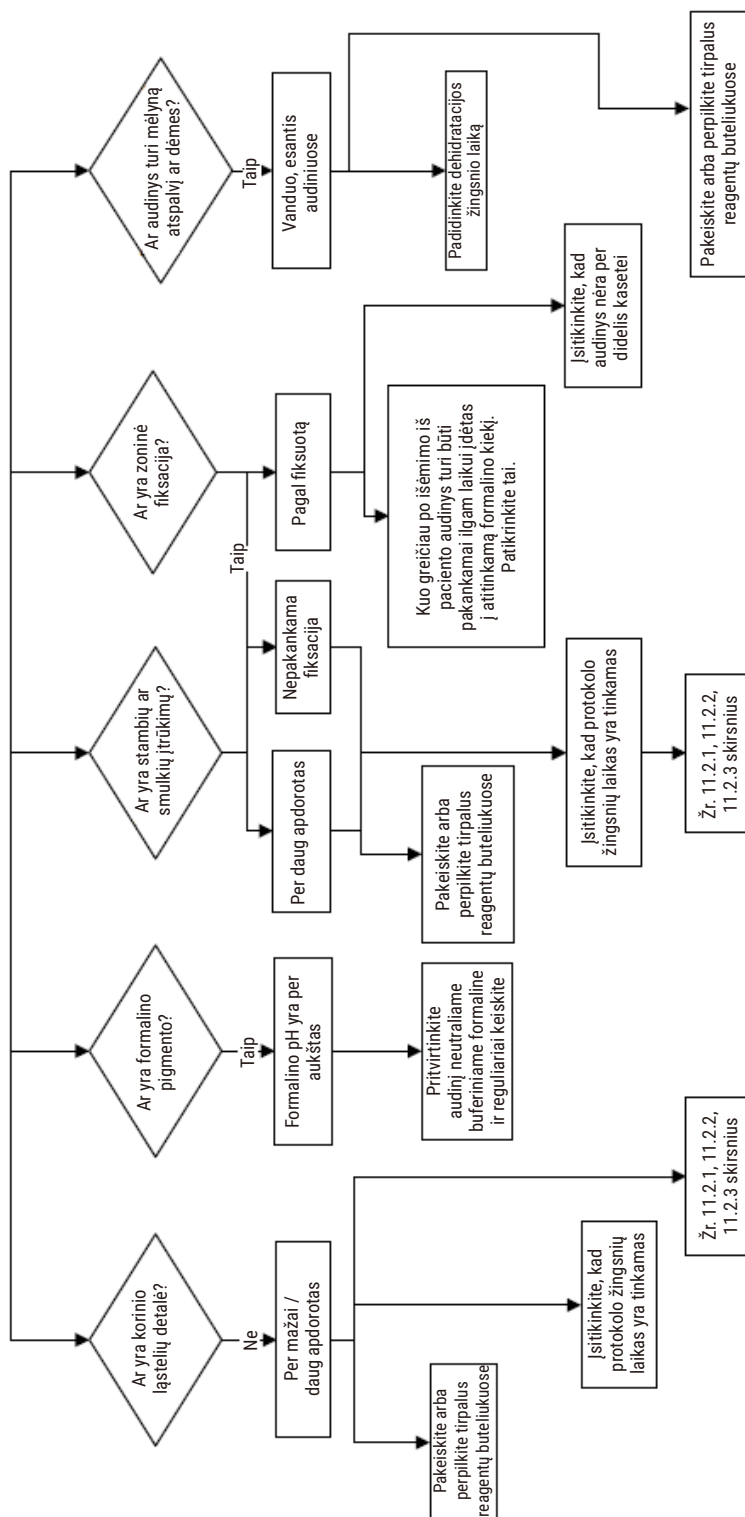 Ar yra korinio
ląstelių detalė?
Ne
Per mažai /
daug apdorotas
Pakeiskite arba
perpilkite tirpalus
reagentų buteliukuose
Įsitikinkite, kad
protokolo žingsnių
laikas yra tinkamas
Žr. 11.2.1, 11.2.2,
11.2.3 skirsnius
Ar yra formalino
pigmento?
Taip
Formalino pH yra per
aukštas
Pritvirtinkite
audinį neutraliame
buferiniame formaline
ir reguliariai keiskite
Ar yra stambių ar
smulkių įtrūkimų?
Per daug apdorotas
Nepakankama
fiksacija
Pakeiskite arba
perpilkite tirpalus
reagentų buteliukuose
Įsitikinkite, kad protokolo
žingsnių laikas yra tinkamas
Žr. 11.2.1, 11.2.2,
11.2.3 skirsnius
Ar yra zoninė
fiksacija?
Taip
Pagal fiksuotą
Kuo greičiau po išėmimo iš
paciento audinys turi būti
pakankamai ilgam laikui įdėtas
į atitinkamą formalino kiekį.
Patikrinkite tai.
Įsitikinkite, kad
audinys nėra per
didelis kasetei
Ar audinys turi mėlyną
atspalvį ar dėmes?
Taip
Vanduo, esantis
audiniuose
Padidinkite dehidratacijos
žingsnio laiką
Pakeiskite arba perpilkite tirpalus
reagentų buteliukuose